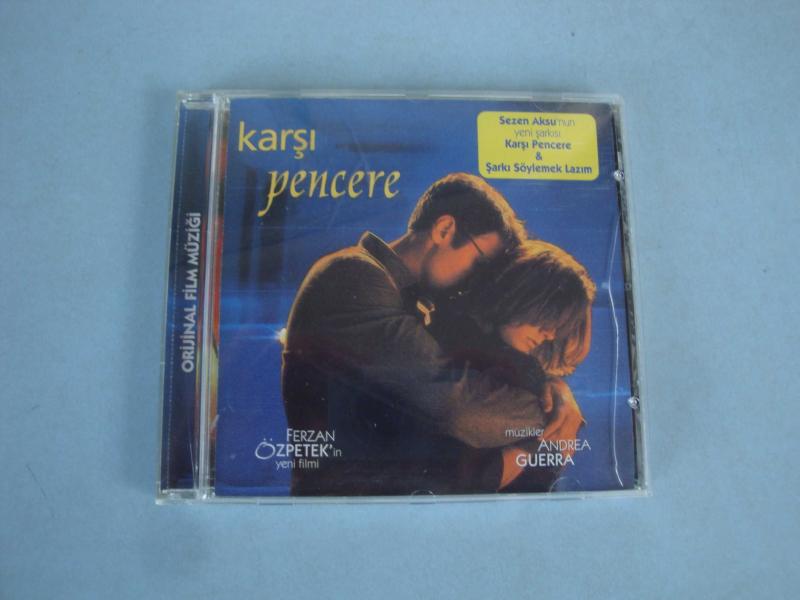 karşı
pencere
Sezen Aksu'nun
yeni şarkısı
Karşı Pencere
&
Şarkı Söylemek Lazım
ORİJİNAL FİLM MÜZİĞİ
FERZAN
ÖZPETEK'in
yeni filmi
müzikler
ANDREA
GUERRA